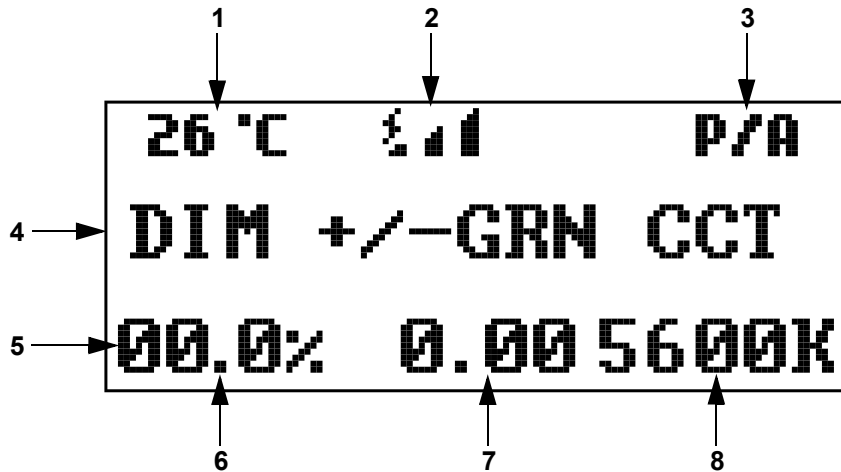 1 2 3
26 °C P/A
4 DIM +/-GRN CCT
5 00.0% 0.00 5600K
6 7 8